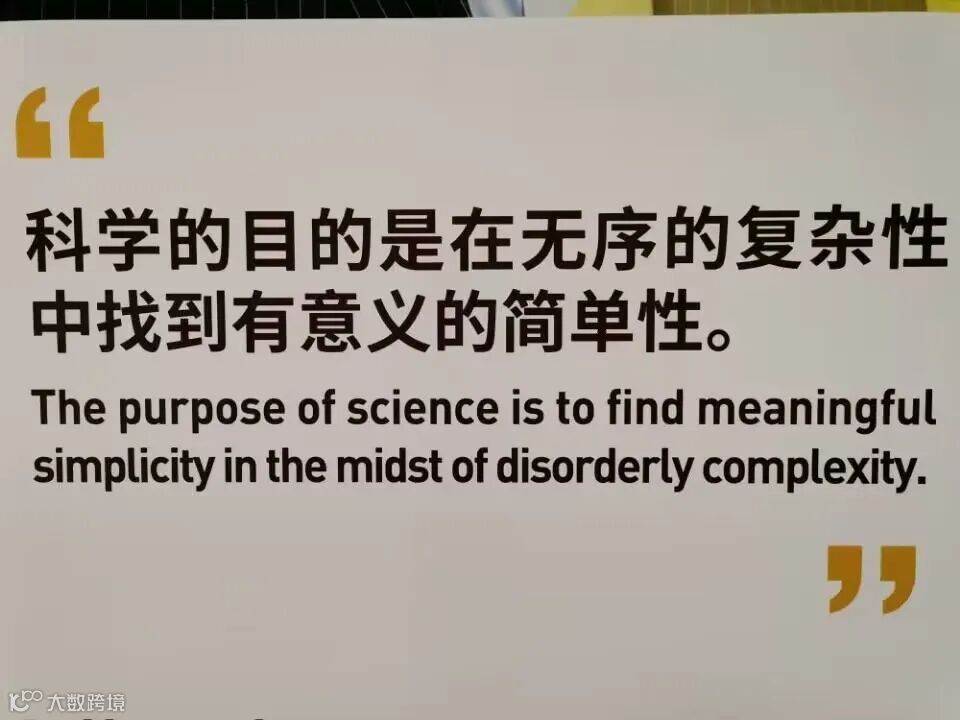 “
科学的目的是在无序的复杂性
中找到有意义的简单性。
The purpose of science is to find meaningful
simplicity in the midst of disorderly complexity.
”
大数跨境